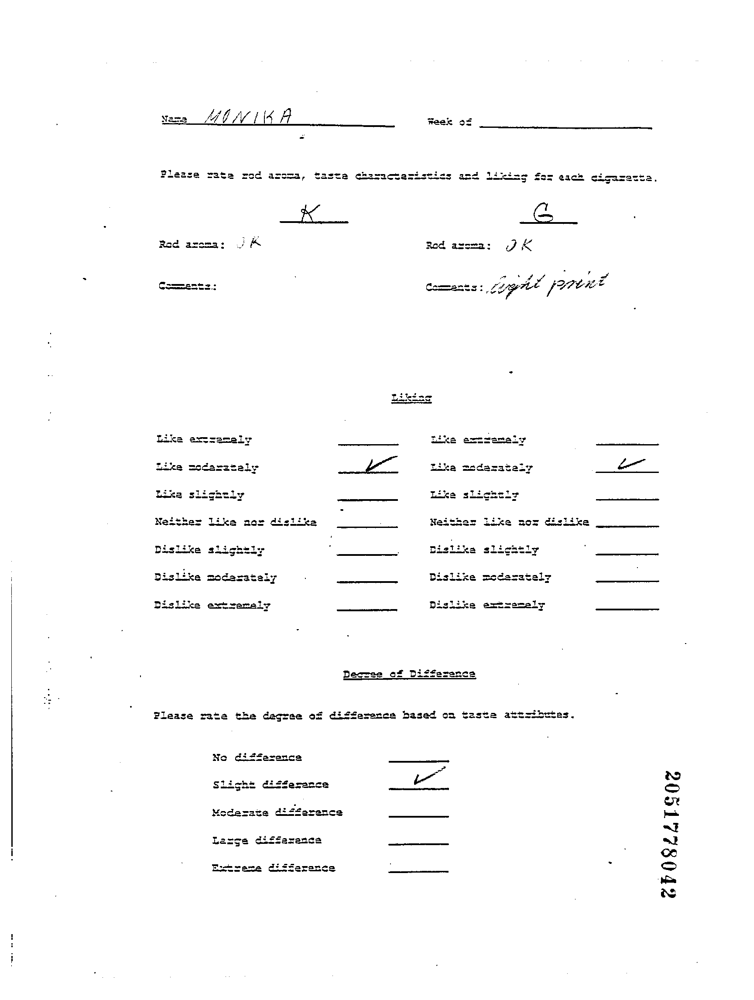 Name MONIKA Week of
Please rate rod aroma, taste characteristics and liking for each cigarette.
K G
Rod aroma: OK Rod aroma: OK
Comments: Comments: light print
Liking
Like extremely Like extremely
Like moderately ✓ Like moderately ✓
Like slightly Like slightly
Neither like nor dislike Neither like nor dislike
Dislike slightly Dislike slightly
Dislike moderately Dislike moderately
Dislike extremely Dislike extremely
Degree of Difference
Please rate the degree of difference based on taste attributes.
No difference
Slight difference ✓
Moderate difference
Large difference
Extreme difference
2051778042